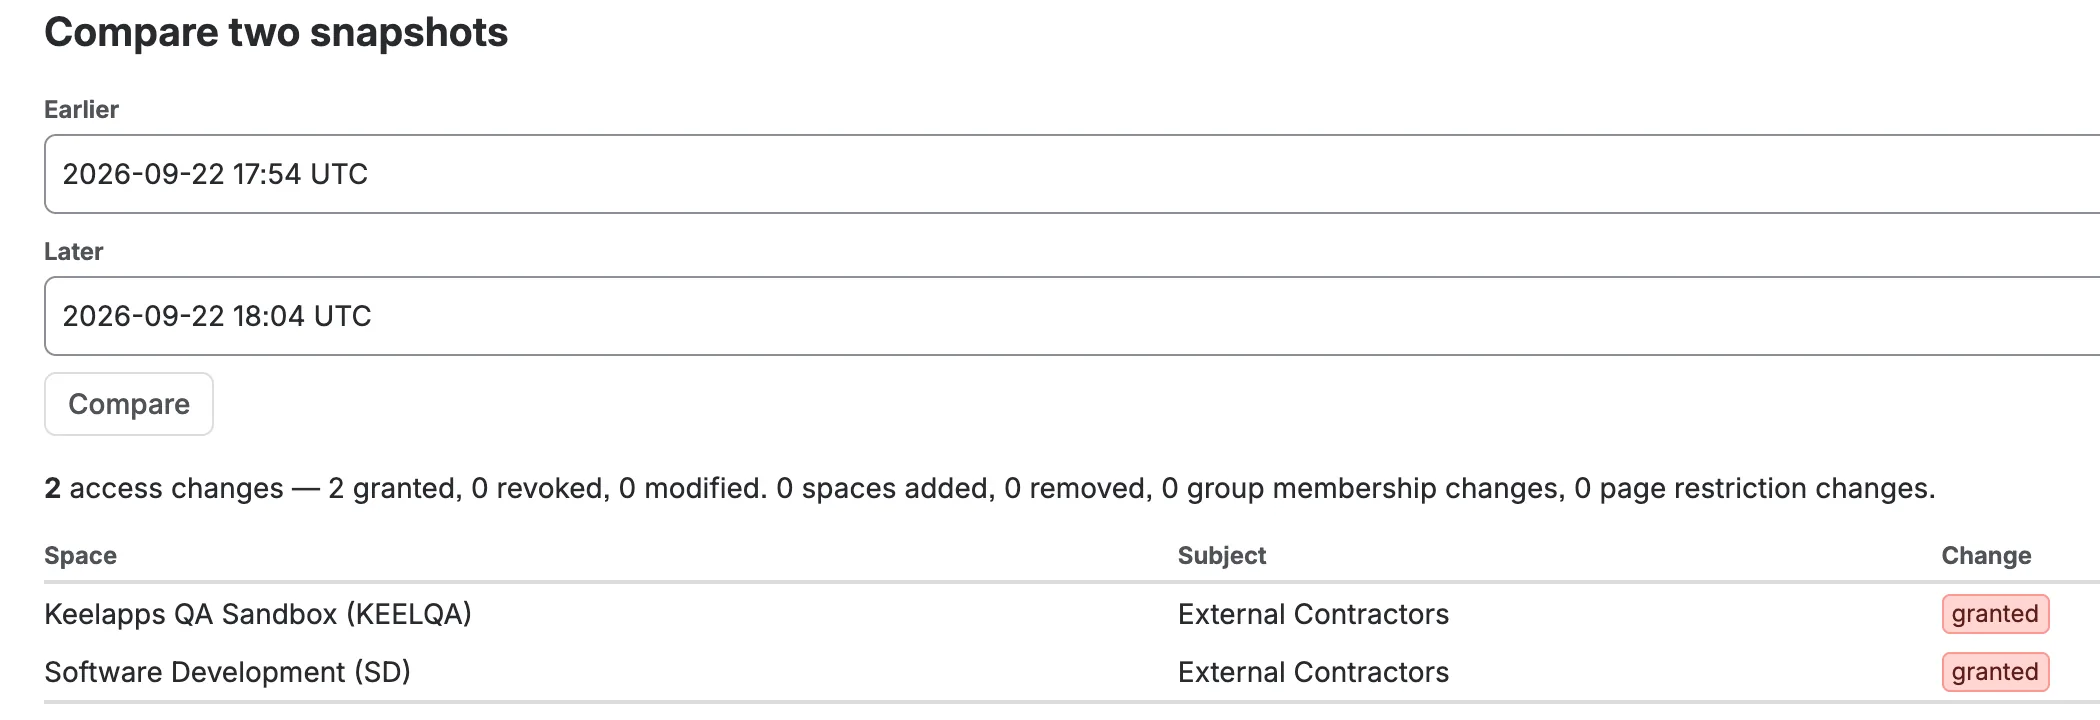 Compare two snapshots
Earlier
2026-09-22 17:54 UTC
Later
2026-09-22 18:04 UTC
Compare
2 access changes — 2 granted, 0 revoked, 0 modified. 0 spaces added, 0 removed, 0 group membership changes, 0 page restriction changes.
Space Subject Change
Keelapps QA Sandbox (KEELQA) External Contractors granted
Software Development (SD) External Contractors granted